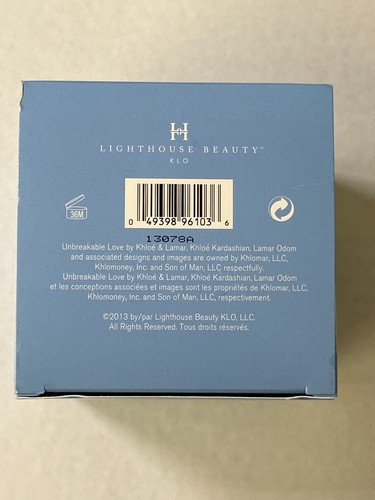 H
LIGHTHOUSE BEAUTY™
KLO
36M
0 49398 96103 6
13078A
Unbreakable Love by Khloé & Lamar, Khloé Kardashian, Lamar Odom
and associated designs and images are owned by Khlomar, LLC,
Khlomoney, Inc. and Son of Man, LLC respectfully.
Unbreakable Love by Khloé & Lamar, Khloé Kardashian, Lamar Odom
et les conceptions associées et images sont les propriétés de Khlomar, LLC,
Khlomoney, Inc. and Son of Man, LLC, respectivement.
©2013 by/par Lighthouse Beauty KLO, LLC.
All Rights Reserved. Tous droits résérvés.